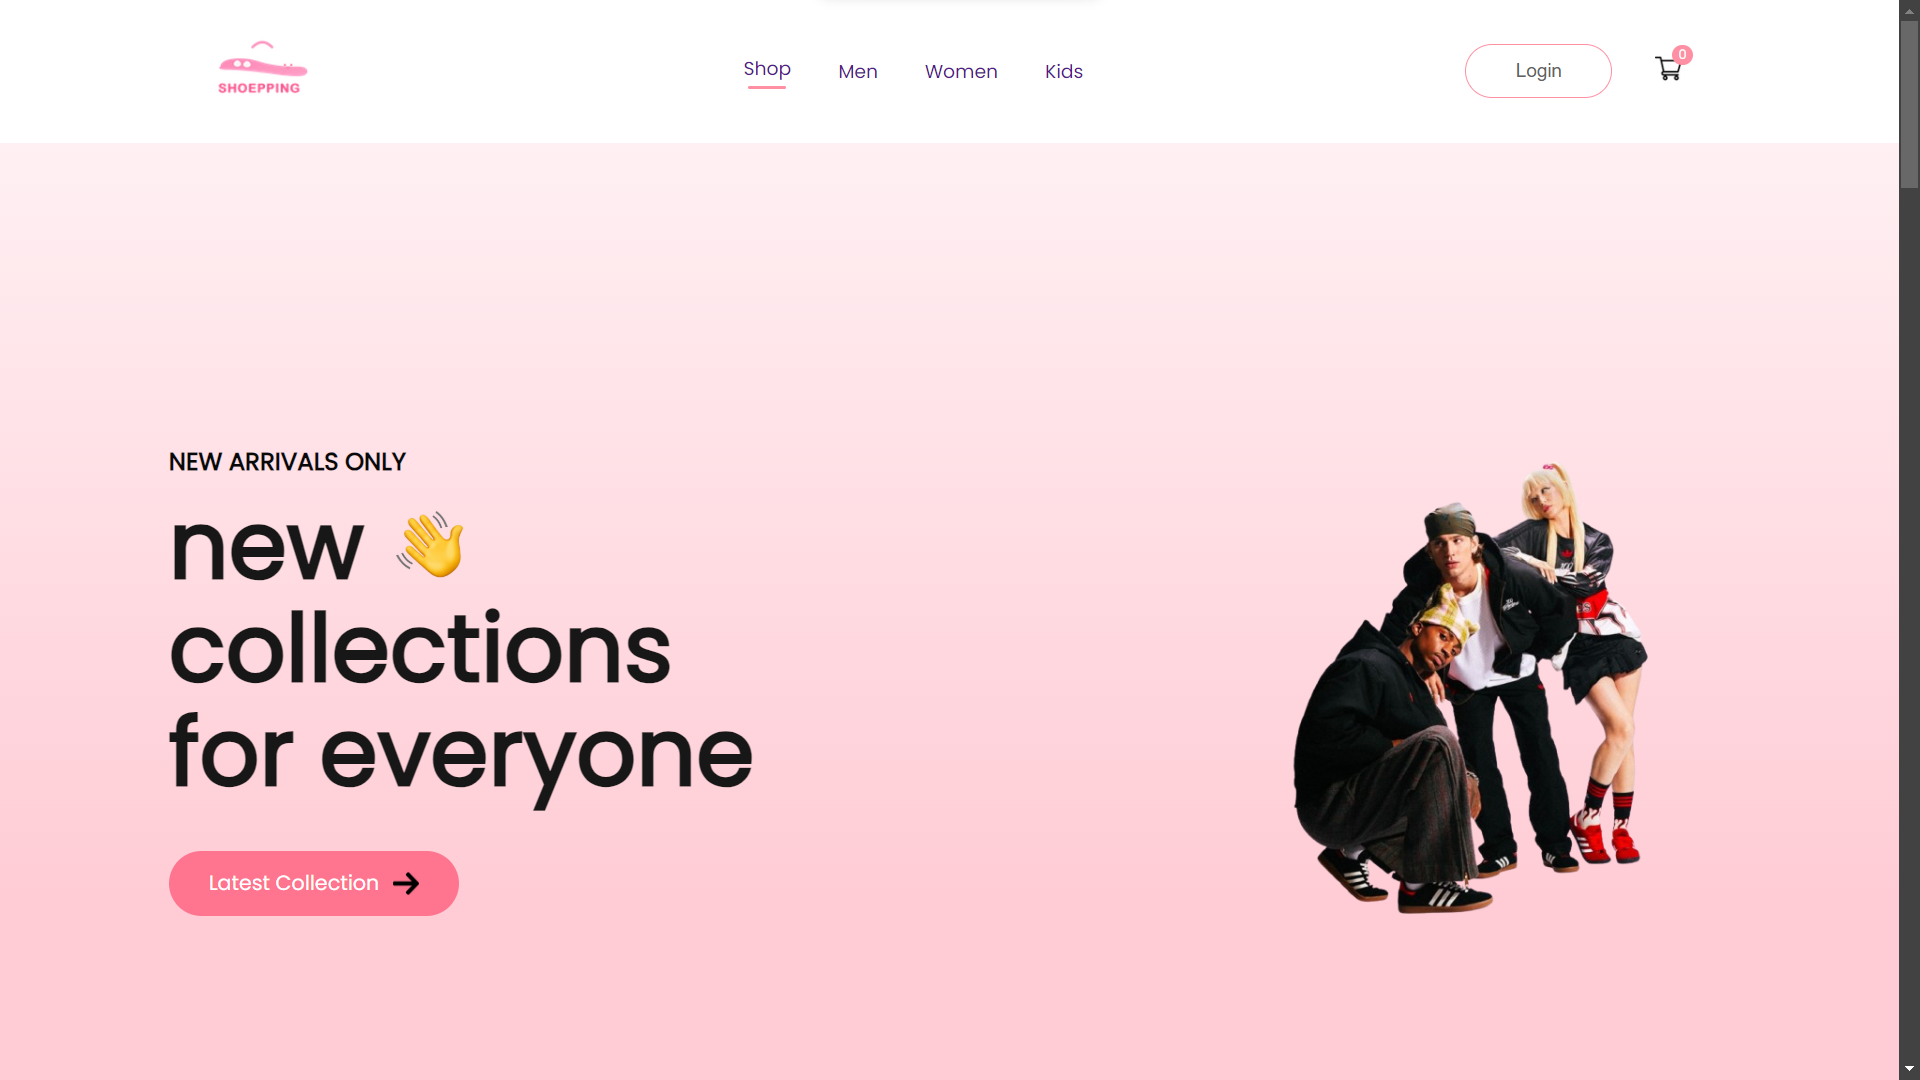 SHOEPPING
Shop
Men
Women
Kids
Login
0
NEW ARRIVALS ONLY
new 👋
collections
for everyone
Latest Collection